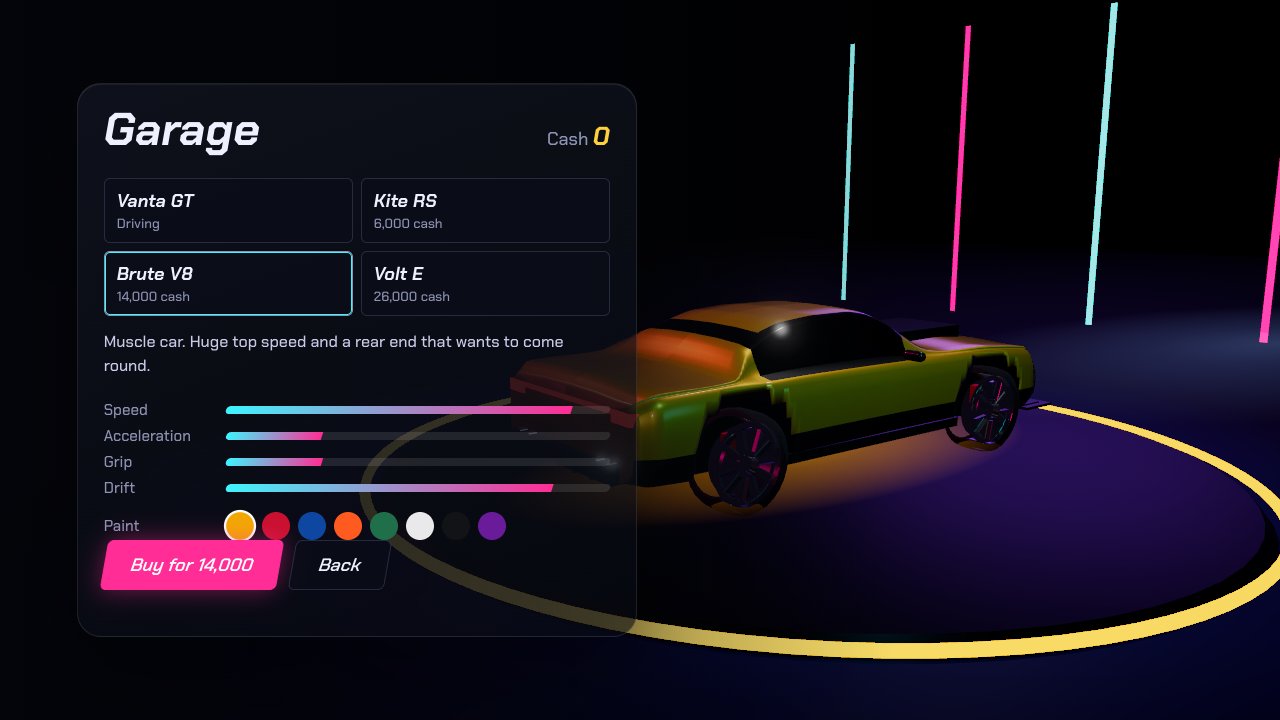 Garage
Cash 0
Vanta GT
Driving
Kite RS
6,000 cash
Brute V8
14,000 cash
Volt E
26,000 cash
Muscle car. Huge top speed and a rear end that wants to come
round.
Speed
Acceleration
Grip
Drift
Paint
Buy for 14,000
Back